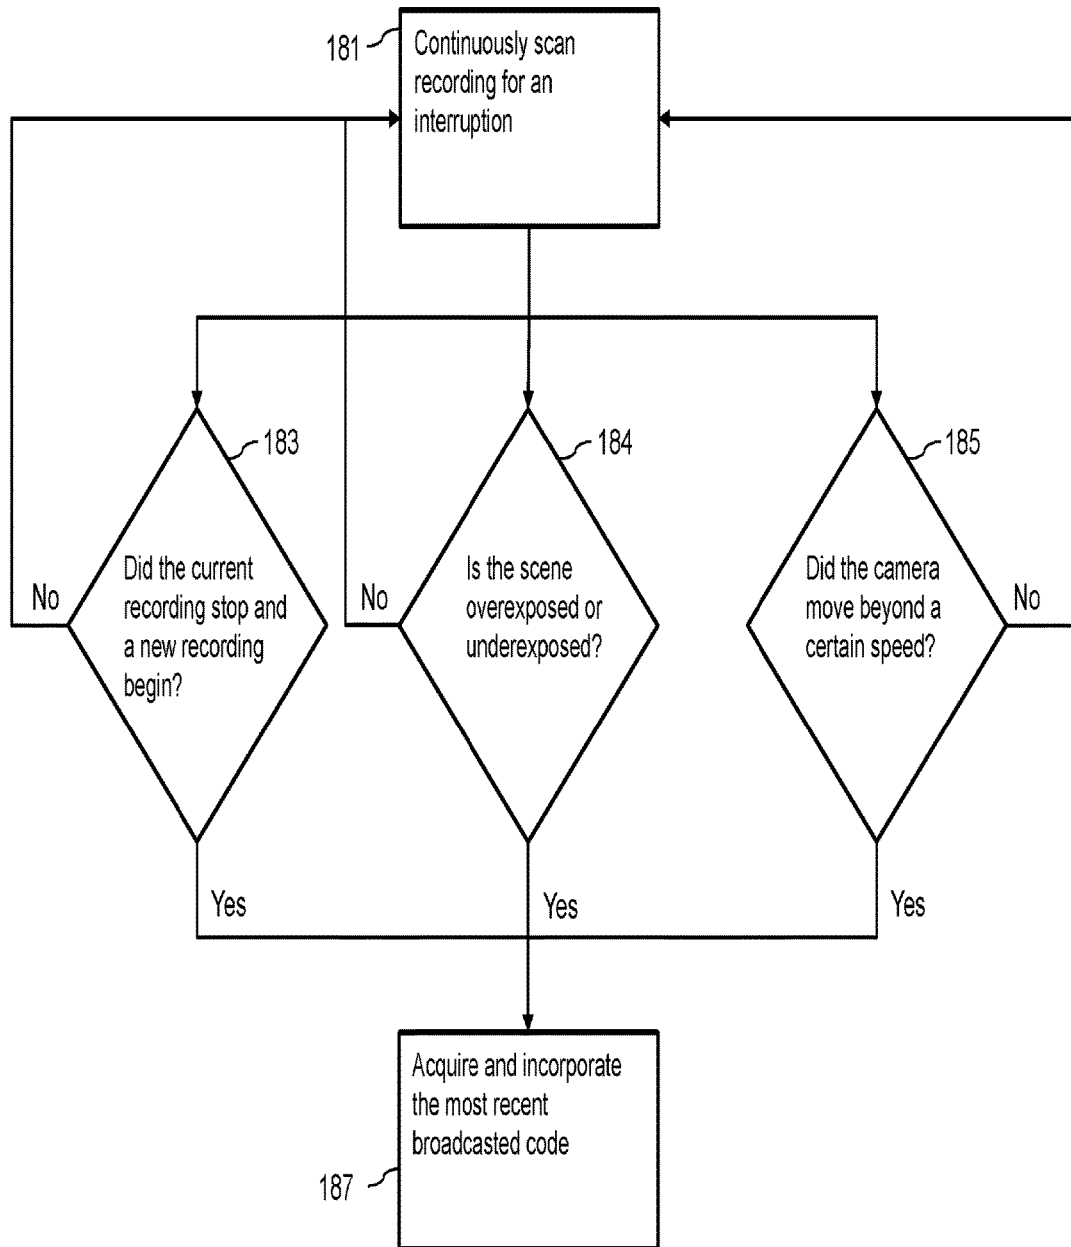 181
Continuously scan
recording for an
interruption
183
184
185
Did the current
recording stop and
a new recording
begin?
No
Is the scene
overexposed or
underexposed?
No
Did the camera
move beyond a
certain speed?
No
Yes
Yes
Yes
Acquire and incorporate
the most recent
broadcasted code
187